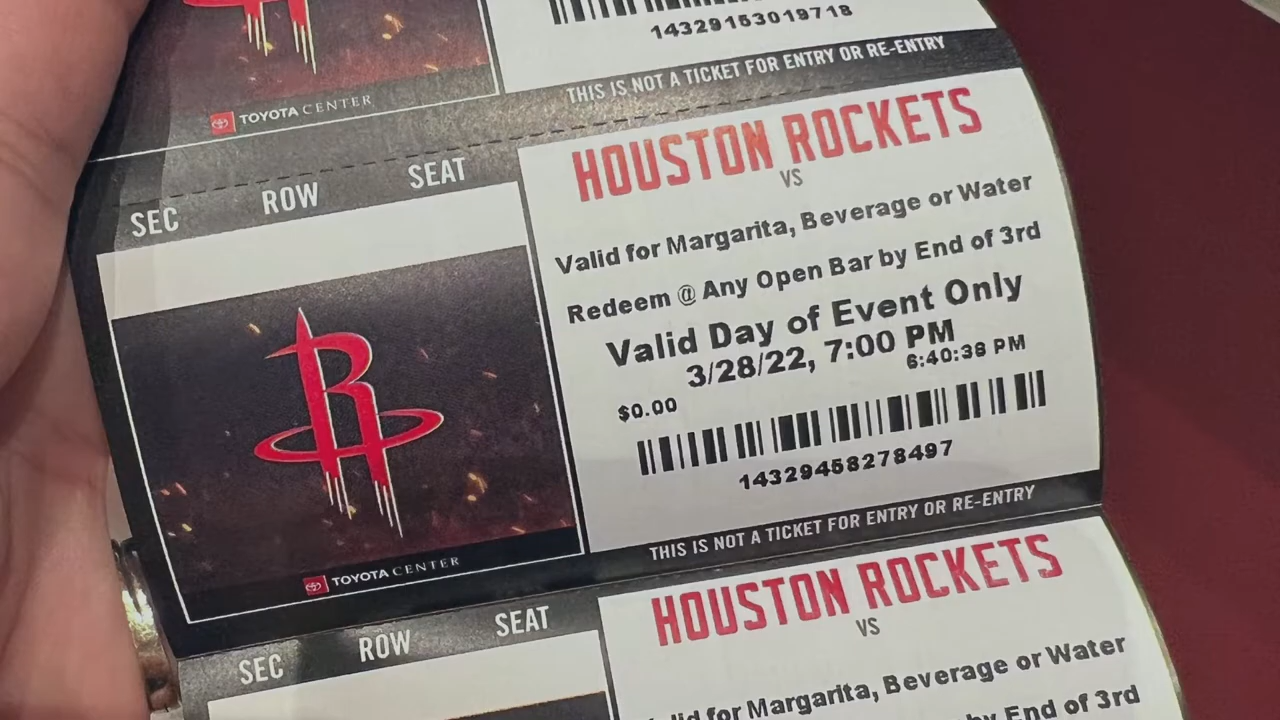 14329153019718
THIS IS NOT A TICKET FOR ENTRY OR RE-ENTRY
TOYOTA CENTER
SEC ROW SEAT
HOUSTON ROCKETS
VS
Valid for Margarita, Beverage or Water
Redeem @ Any Open Bar by End of 3rd
Valid Day of Event Only
3/28/22, 7:00 PM
6:40:38 PM
$0.00
14329458278497
THIS IS NOT A TICKET FOR ENTRY OR RE-ENTRY
TOYOTA CENTER
SEC ROW SEAT
HOUSTON ROCKETS
VS
for Margarita, Beverage or Water
End of 3rd